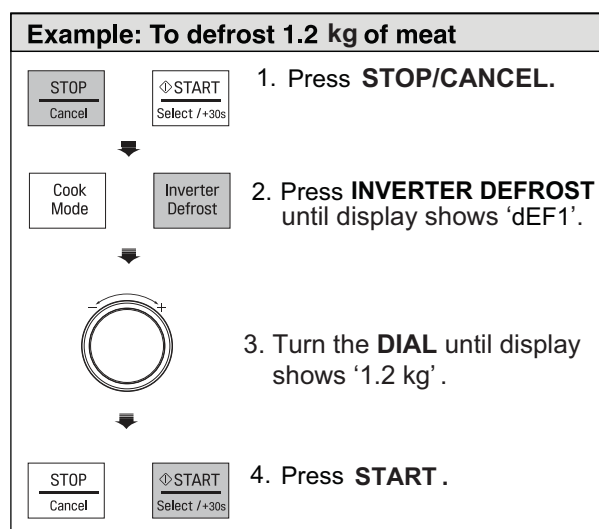 Example: To defrost 1.2 kg of meat
STOP
Cancel
START
Select /+30s
1. Press STOP/CANCEL.
Cook
Mode
Inverter
Defrost
2. Press INVERTER DEFROST
until display shows ‘dEF1’.
− +
3. Turn the DIAL until display
shows ‘1.2 kg’ .
STOP
Cancel
START
Select /+30s
4. Press START .